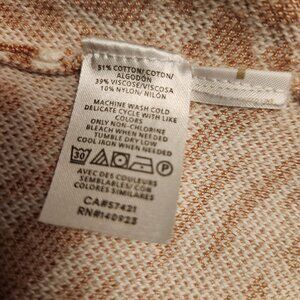 51% COTTON/COTON/
ALGODÓN
39% VISCOSE/VISCOSA
10% NYLON/NILÓN
MACHINE WASH COLD
DELICATE CYCLE WITH LIKE
COLORS
ONLY NON-CHLORINE
BLEACH WHEN NEEDED
TUMBLE DRY LOW
COOL IRON WHEN NEEDED
30 P
AVEC DES COULEURS
SEMBLABLES/ CON
COLORES SIMILARES
CA#57421
RN#140923